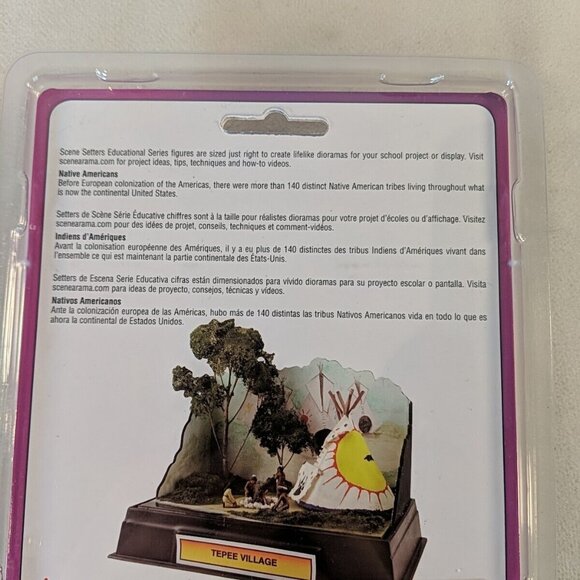 Scene Setters Educational Series figures are sized just right to create lifelike dioramas for your school project or display. Visit
scenearama.com for project ideas, tips, techniques and how-to videos.
Native Americans
Before European colonization of the Americas, there were more than 140 distinct Native American tribes living throughout what
is now the continental United States.
Setters de Scène Série Éducative chiffres sont à la taille pour réalistes dioramas pour votre projet d'écoles ou d'affichage. Visitez
scenearama.com pour des idées de projet, conseils, techniques et comment-vidéos.
Indiens d'Amériques
Avant la colonisation européenne des Amériques, il y a eu plus de 140 distinctes des tribus Indiens d'Amériques vivant dans
l'ensemble ce qui est maintenant la partie continentale des États-Unis.
Setters de Escena Serie Educativa cifras están dimensionados para vívido dioramas para su proyecto escolar o pantalla. Visita
scenearama.com para ideas de proyecto, consejos, técnicas y vídeos.
Nativos Americanos
Ante la colonización europea de las Américas, hubo más de 140 distintas las tribus Nativos Americanos vida en todo lo que es
ahora la continental de Estados Unidos.
TEPEE VILLAGE